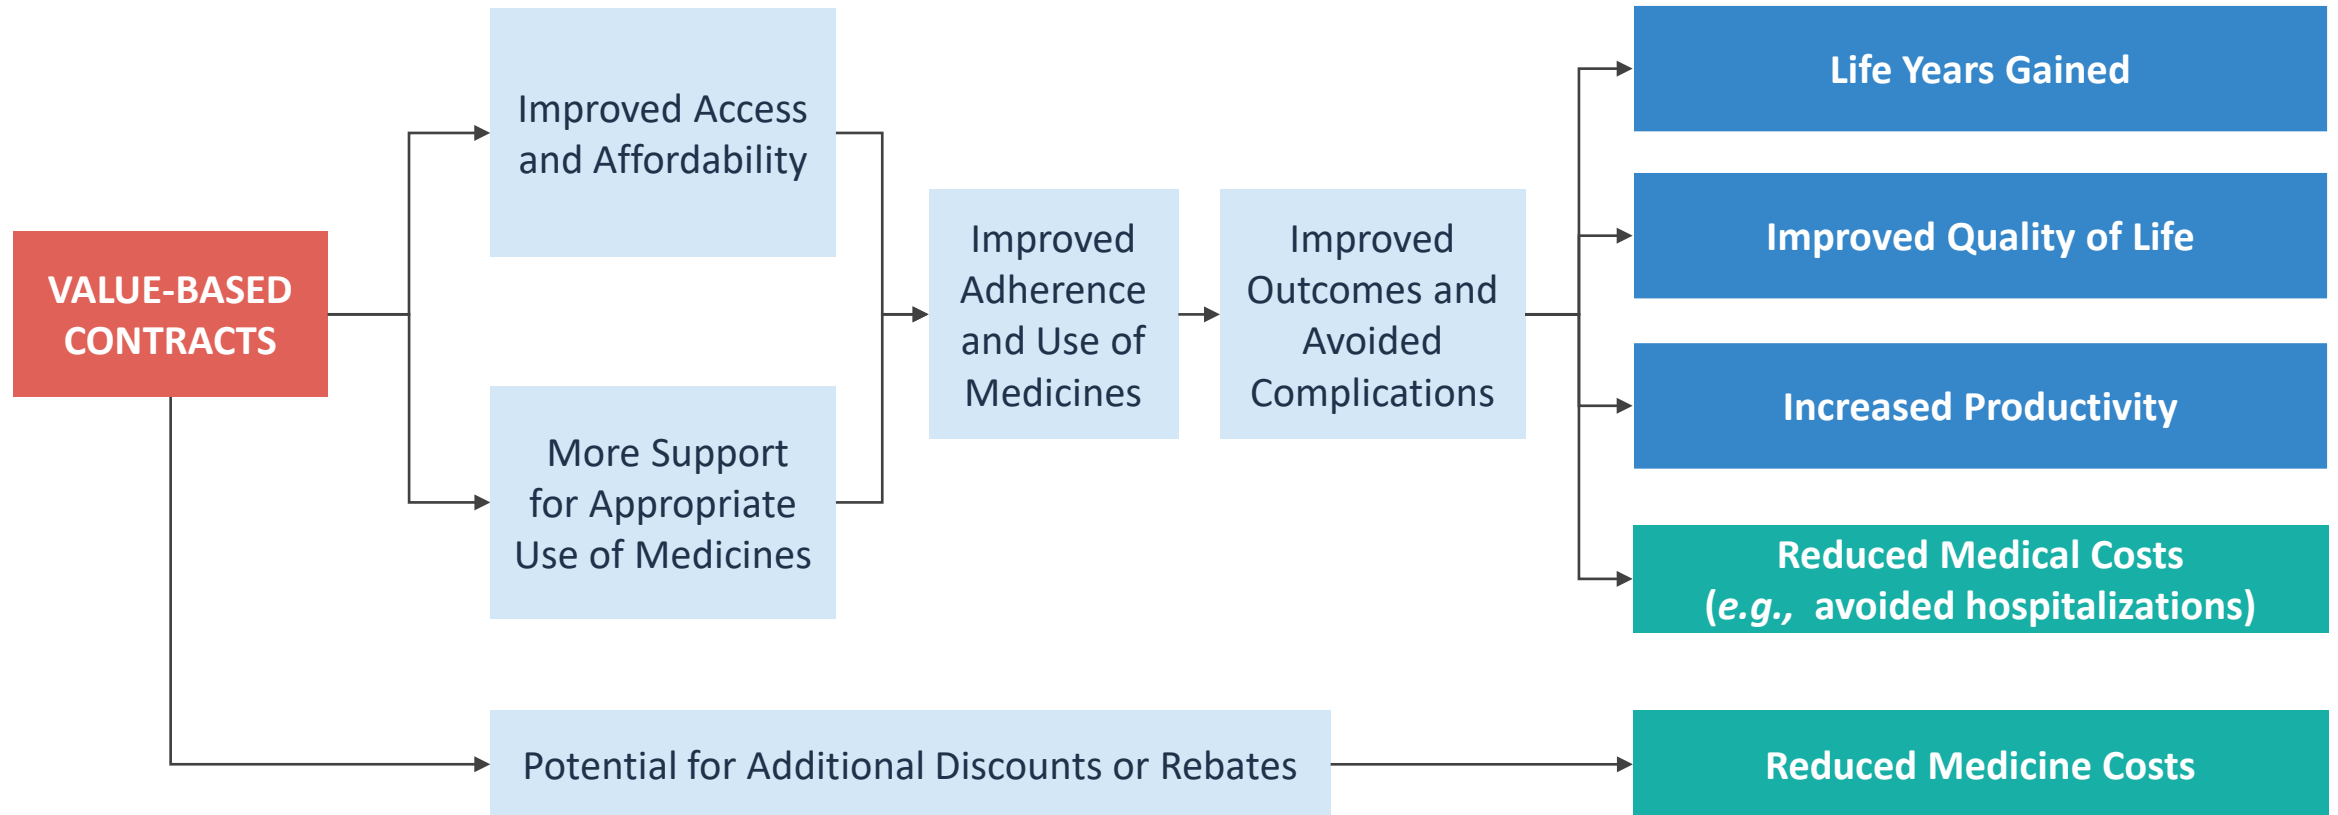 VALUE-BASED
CONTRACTS
Improved Access
and Affordability
More Support
for Appropriate
Use of Medicines
Improved
Adherence
and Use of
Medicines
Improved
Outcomes and
Avoided
Complications
Life Years Gained
Improved Quality of Life
Increased Productivity
Reduced Medical Costs
(e.g., avoided hospitalizations)
Potential for Additional Discounts or Rebates
Reduced Medicine Costs